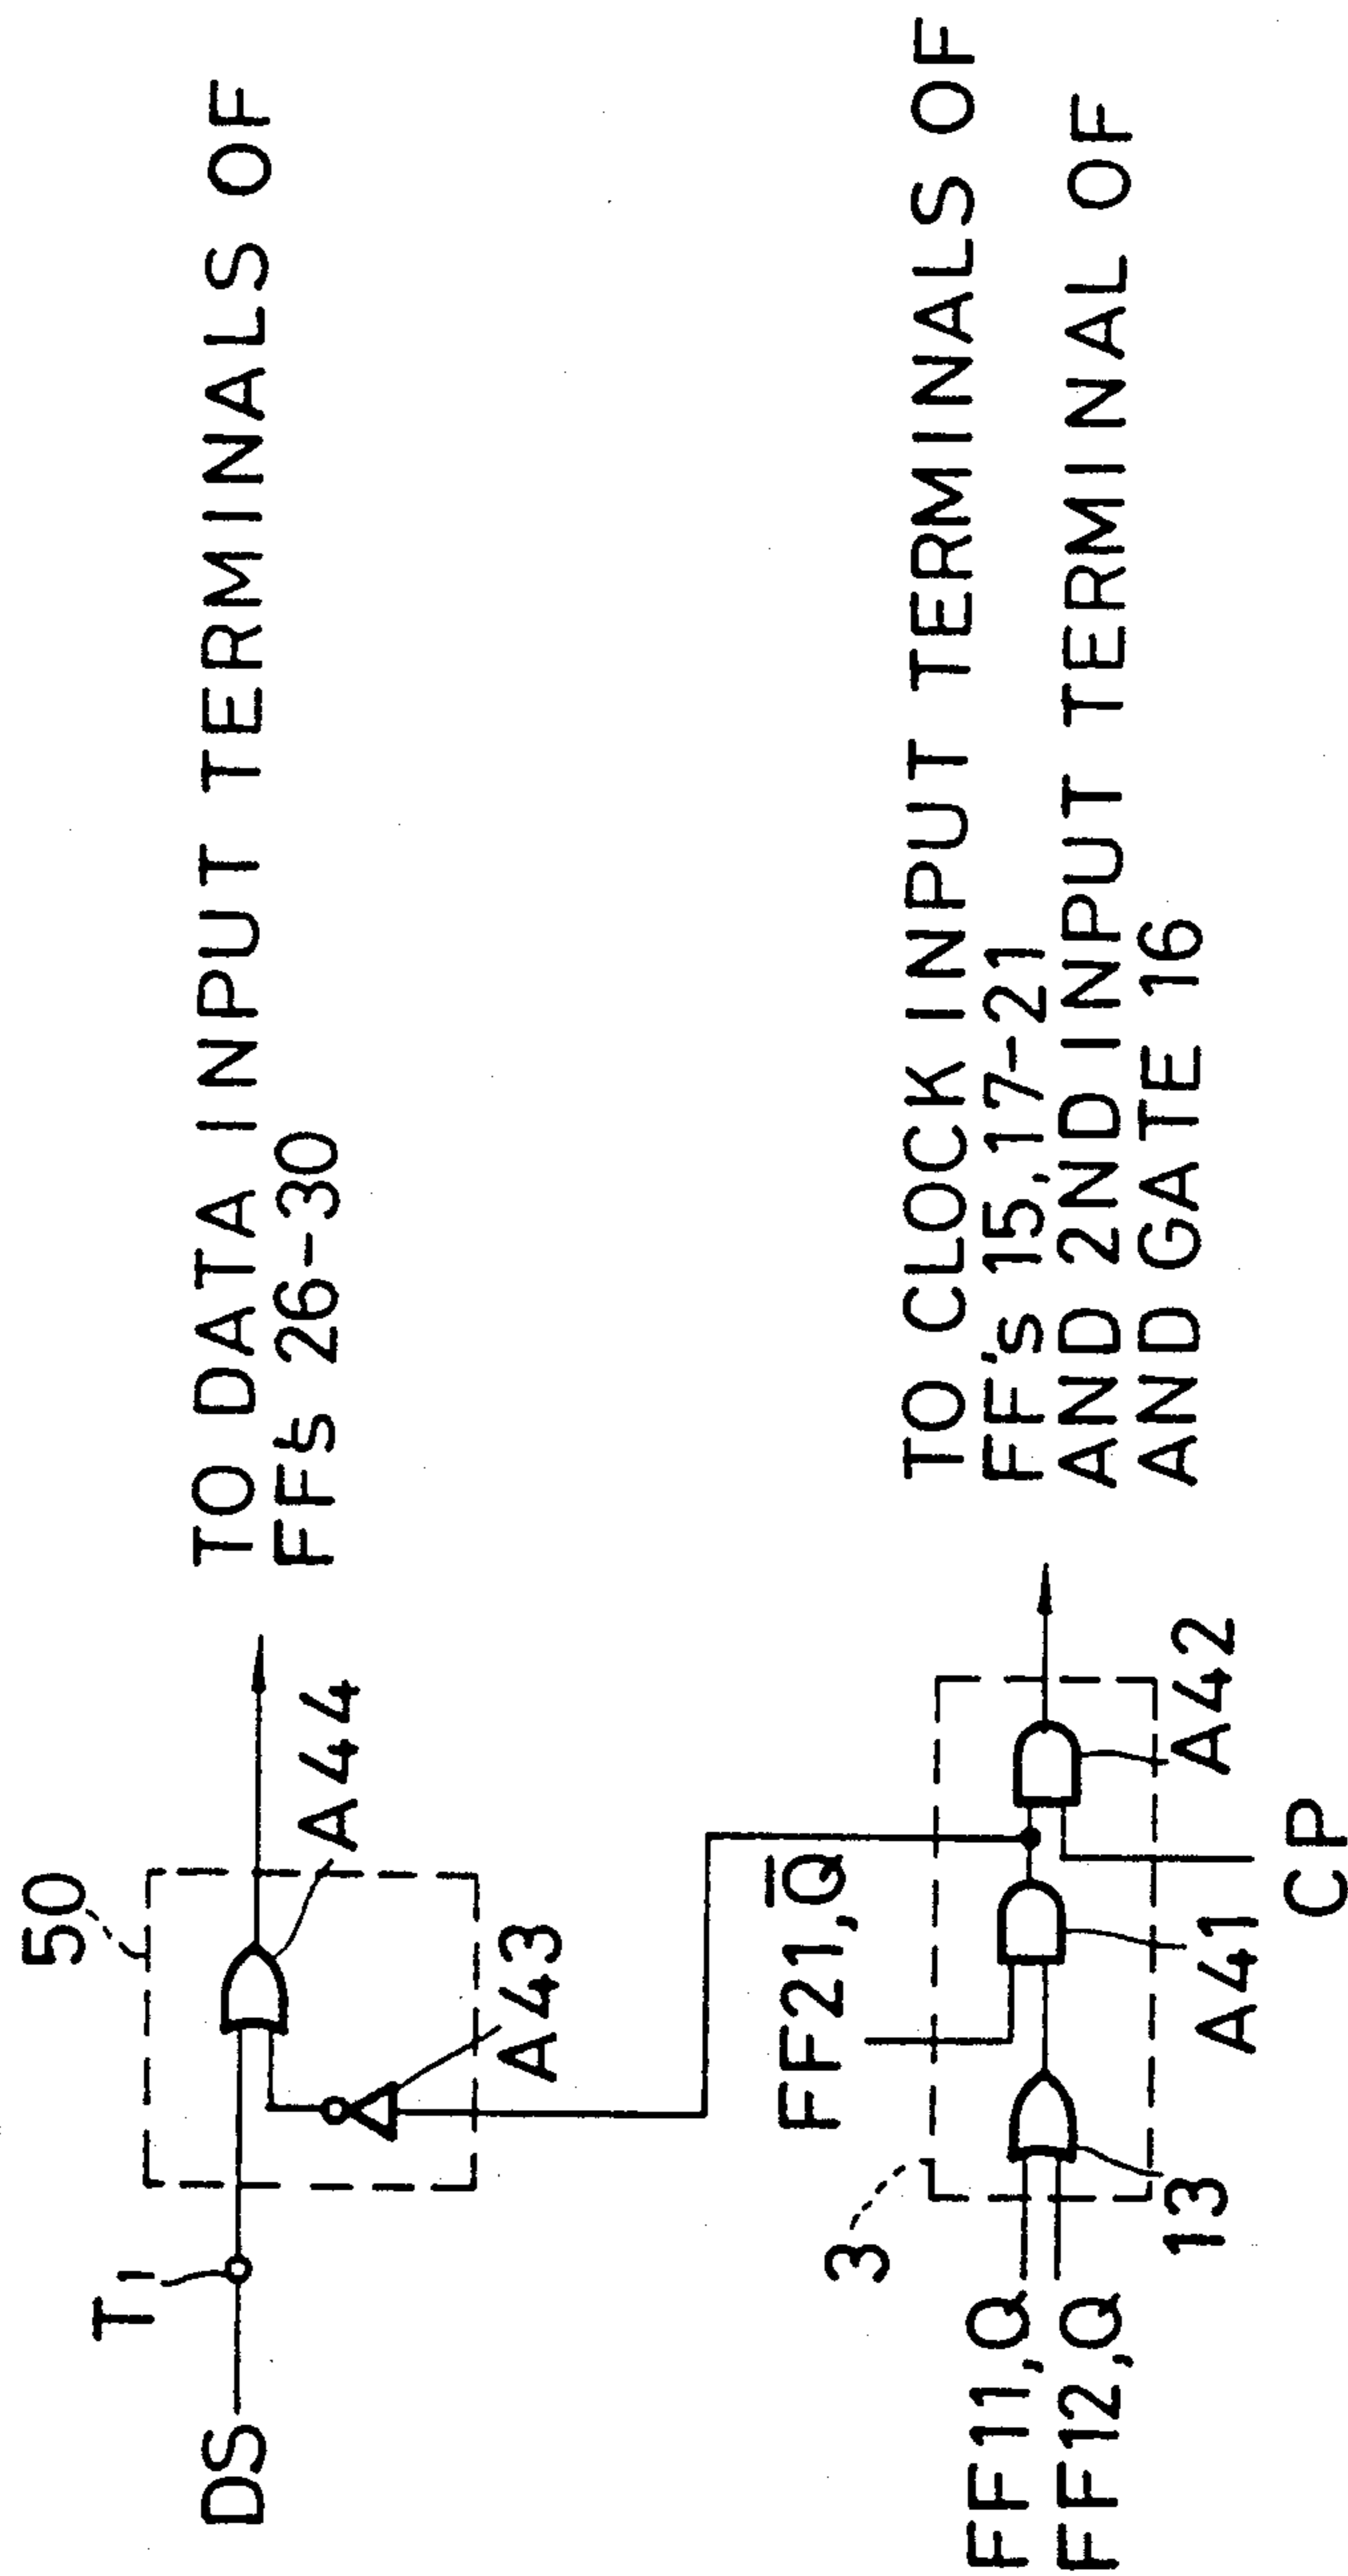 50
T1
DS
A44
A43
TO DATA INPUT TERMINALS OF
FF's 26-30
FF21,Q̅
3
FF11,Q
FF12,Q
13
A41
A42
CP
TO CLOCK INPUT TERMINALS OF
FF's 15,17-21
AND 2ND INPUT TERMINAL OF
AND GATE 16